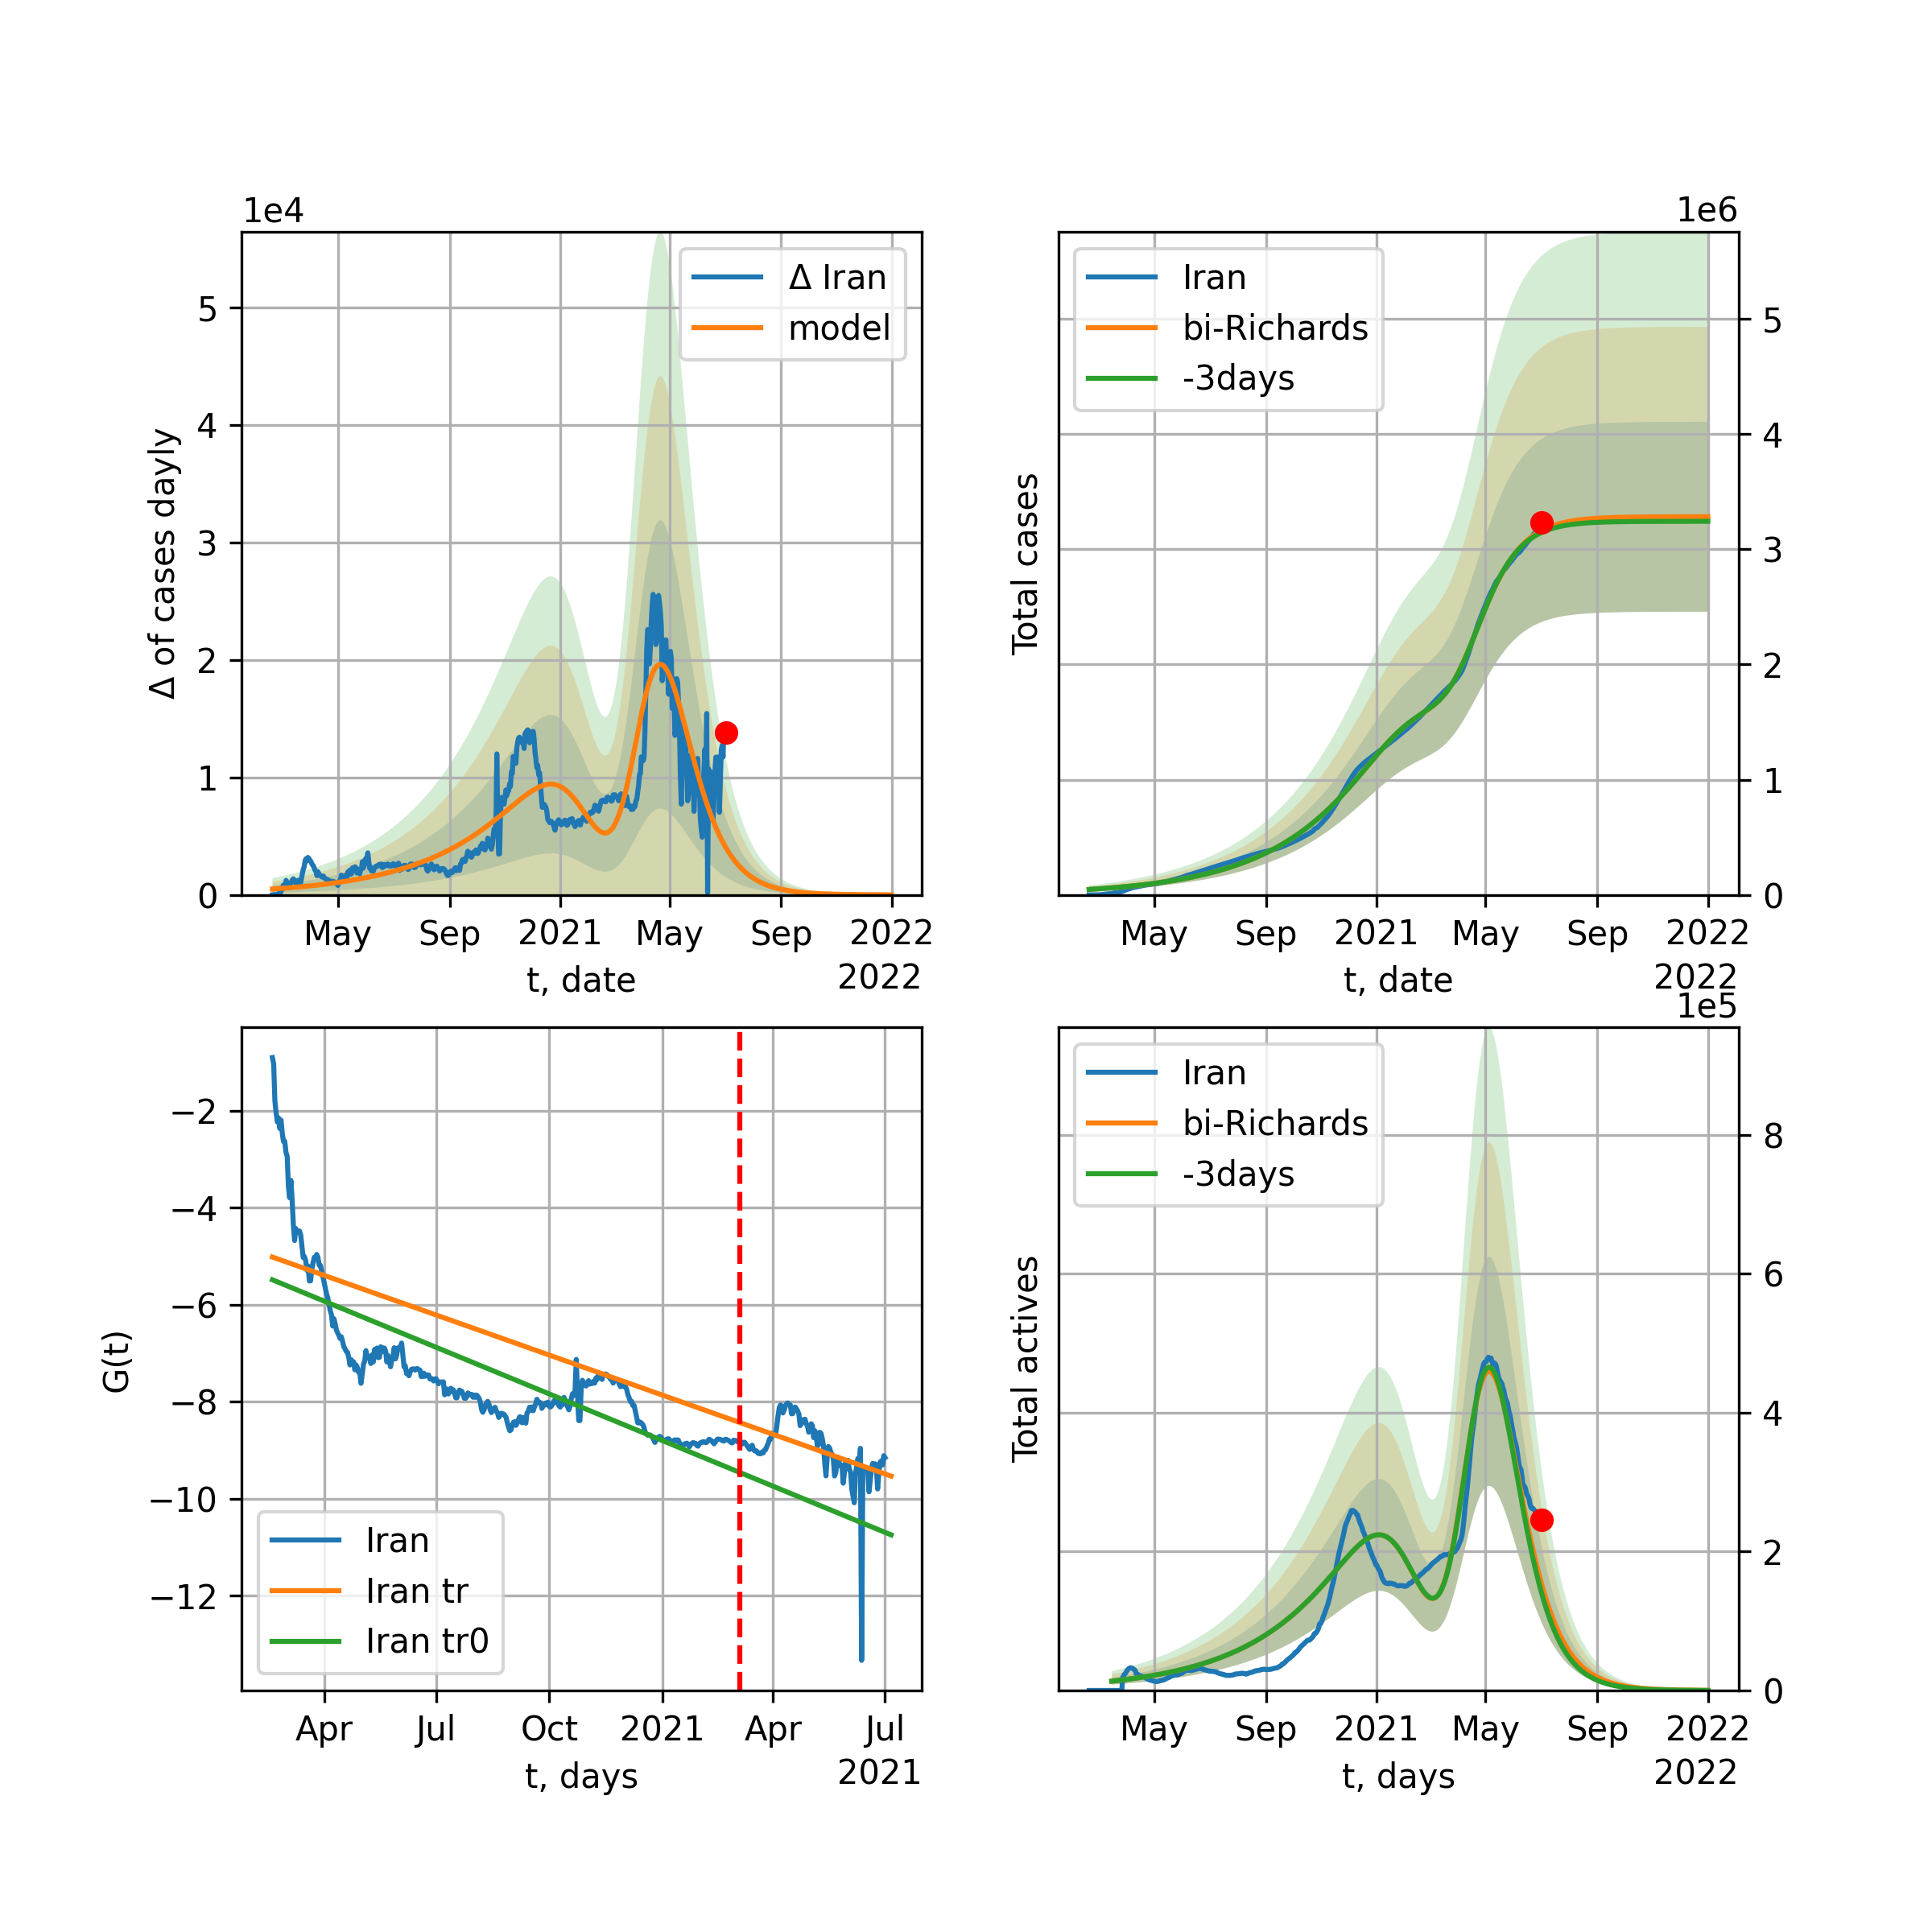 1e4
Δ of cases dayly
5
4
3
2
1
0
Δ Iran
model
May
Sep
2021
May
Sep
2022
t, date
2022
1e6
Total cases
Iran
bi-Richards
-3days
5
4
3
2
1
0
May
Sep
2021
May
Sep
2022
t, date
2022
G(t)
−2
−4
−6
−8
−10
−12
Iran
Iran tr
Iran tr0
Apr
Jul
Oct
2021
Apr
Jul
t, days
2021
1e5
Total actives
Iran
bi-Richards
-3days
8
6
4
2
0
May
Sep
2021
May
Sep
2022
t, days
2022